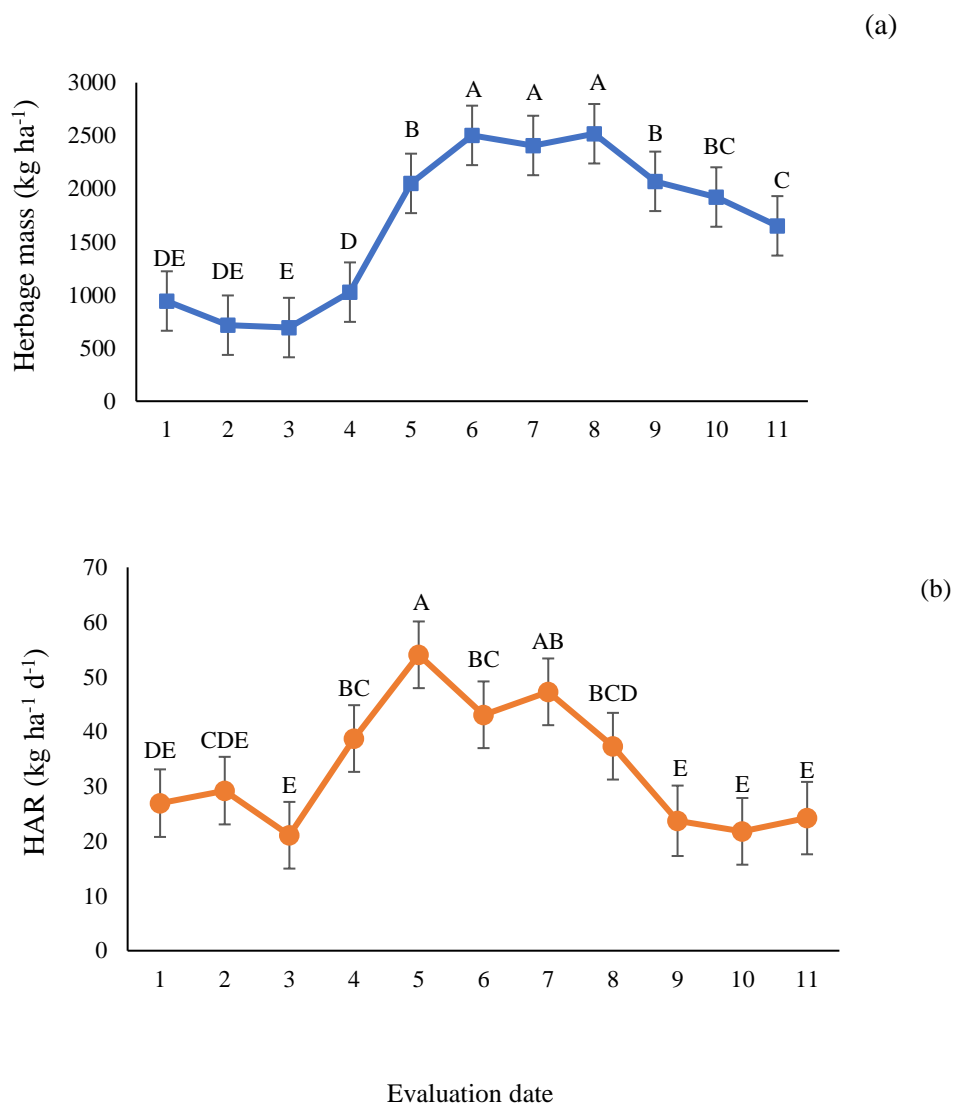 (a)
Herbage mass (kg ha⁻¹)
3000
2500
2000
1500
1000
500
0
DE
DE
E
D
B
A
A
A
B
BC
C
1 2 3 4 5 6 7 8 9 10 11
(b)
HAR (kg ha⁻¹ d⁻¹)
70
60
50
40
30
20
10
0
DE
CDE
E
BC
A
BC
AB
BCD
E
E
E
1 2 3 4 5 6 7 8 9 10 11
Evaluation date